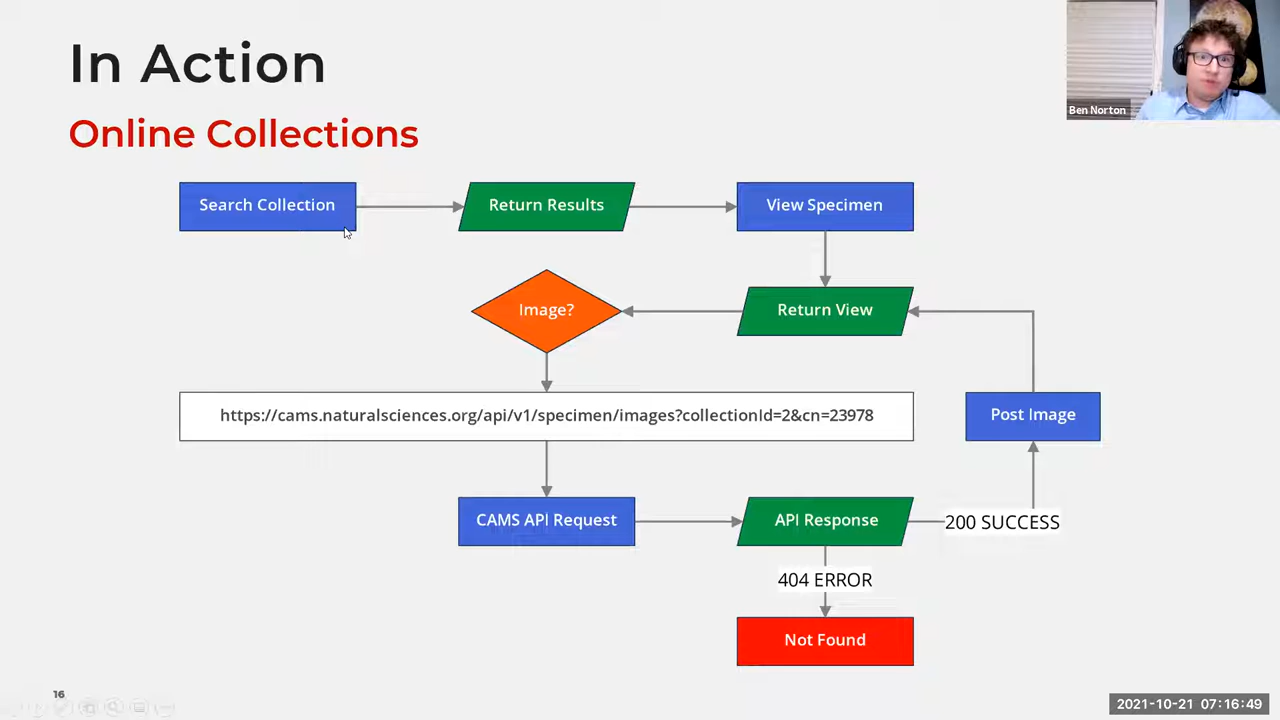 In Action
Ben Norton
Online Collections
Search Collection
Return Results
View Specimen
Image?
Return View
https://cams.naturalsciences.org/api/v1/specimen/images?collectionId=2&cn=23978
Post Image
CAMS API Request
API Response
200 SUCCESS
404 ERROR
Not Found
16
2021-10-21 07:16:49